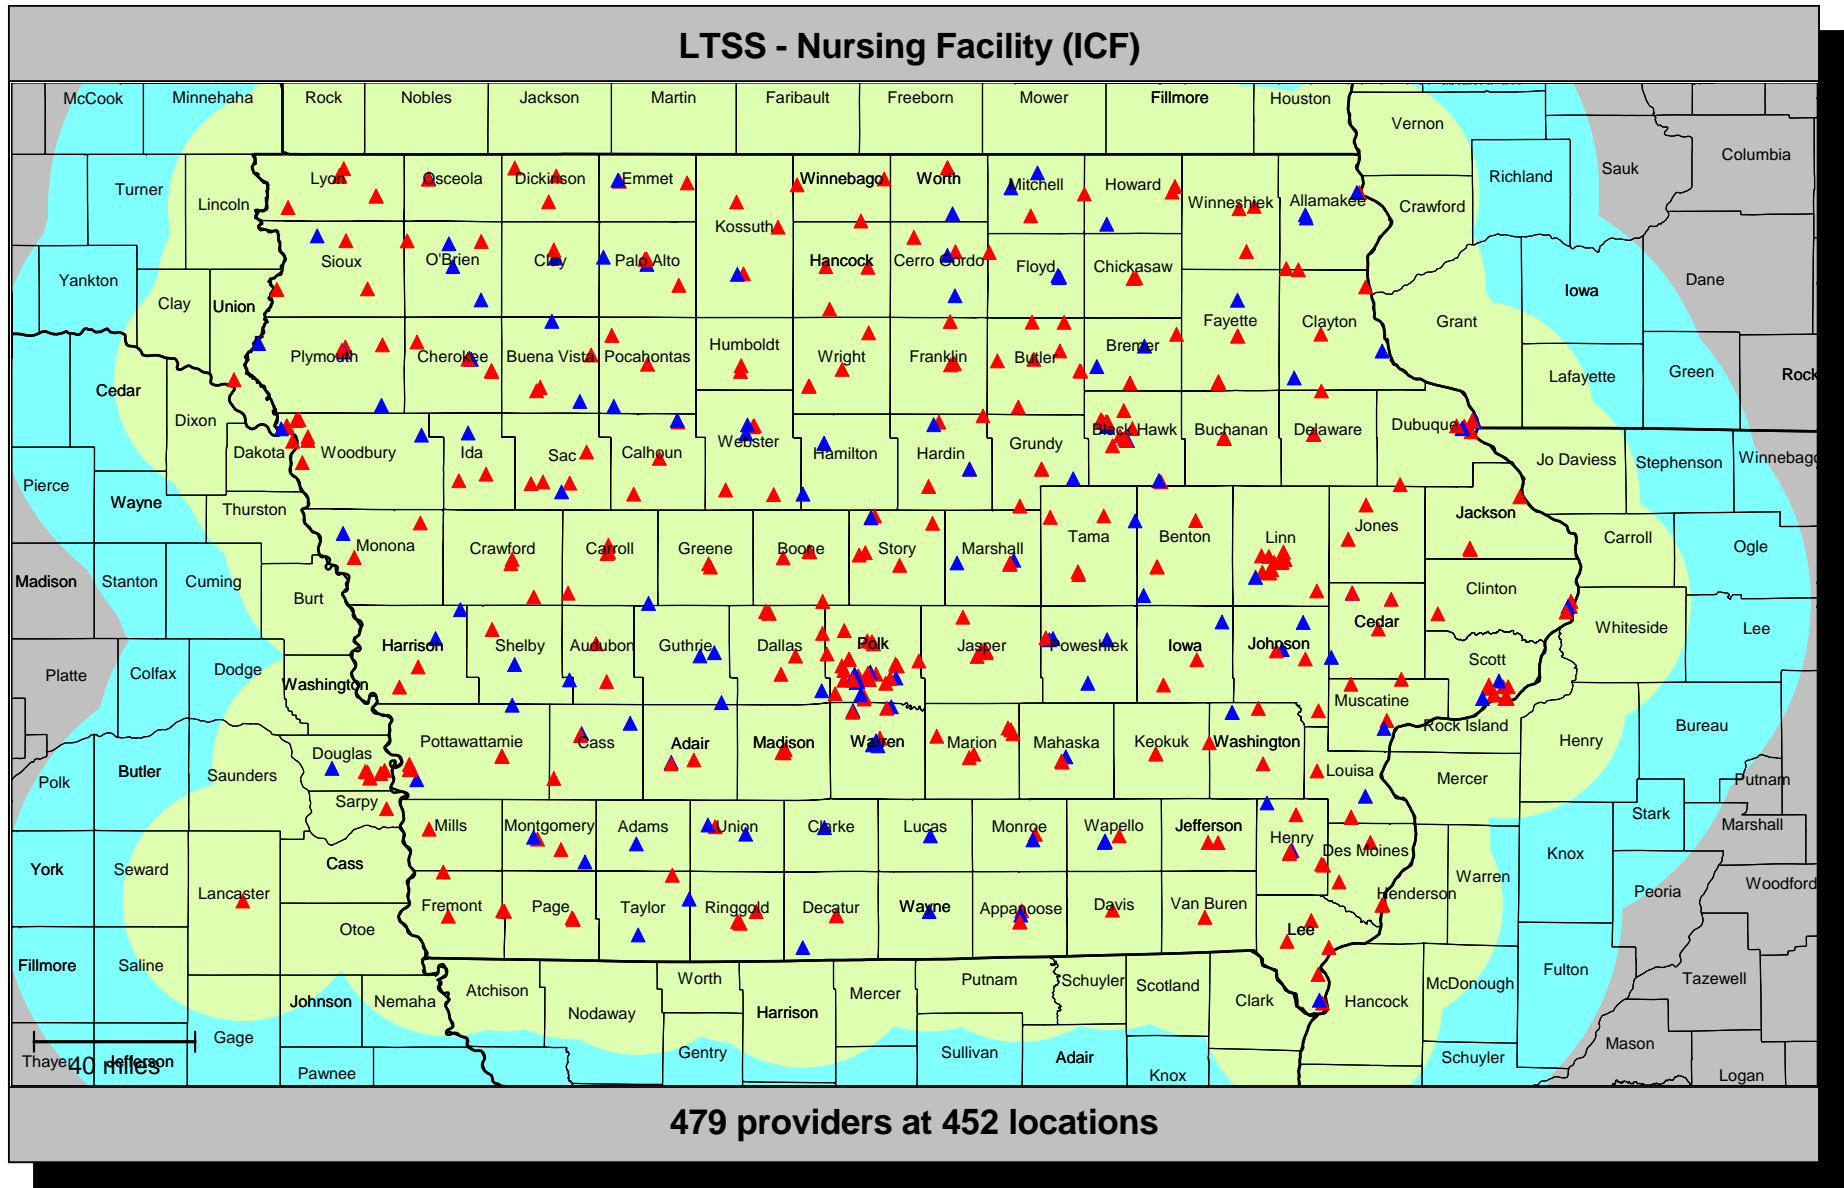 LTSS - Nursing Facility (ICF)
McCook Minnehaha Rock Nobles Jackson Martin Faribault Freeborn Mower Fillmore Houston
Vernon
Sauk Columbia
Turner Lincoln Lyon Osceola Dickinson Emmet Winnebago Worth Mitchell Howard Winneshiek Allamakee Crawford Richland
Kossuth
Yankton Clay Union Sioux O'Brien Clay Palo Alto Hancock Cerro Gordo Floyd Chickasaw Iowa Dane
Fayette Clayton Grant
Cedar Plymouth Cherokee Buena Vista Pocahontas Humboldt Wright Franklin Butler Bremer Lafayette Green Rock
Dixon
Dakota Woodbury Ida Sac Calhoun Webster Hamilton Hardin Grundy Black Hawk Buchanan Delaware Dubuque Jo Daviess Stephenson Winnebago
Pierce Wayne Thurston
Monona Crawford Carroll Greene Boone Story Marshall Tama Benton Linn Jones Jackson Carroll Ogle
Madison Stanton Cuming Burt Clinton
Harrison Shelby Audubon Guthrie Dallas Polk Jasper Poweshiek Iowa Johnson Cedar Scott Whiteside Lee
Platte Colfax Dodge Washington
Muscatine Rock Island Henry Bureau
Polk Butler Saunders Douglas Pottawattamie Cass Adair Madison Warren Marion Mahaska Keokuk Washington Louisa Mercer Putnam
Sarpy
Mills Montgomery Adams Union Clarke Lucas Monroe Wapello Jefferson Henry Des Moines Stark Marshall
York Seward Cass Knox
Lancaster Fremont Page Taylor Ringgold Decatur Wayne Appanoose Davis Van Buren Henderson Warren Peoria Woodford
Otoe Lee
Fillmore Saline Johnson Nemaha Atchison Nodaway Worth Harrison Mercer Putnam Schuyler Scotland Clark Hancock McDonough Fulton Tazewell
Gage Gentry Sullivan Adair Schuyler Mason
Thayer Jefferson Pawnee Knox Logan
40 miles
479 providers at 452 locations